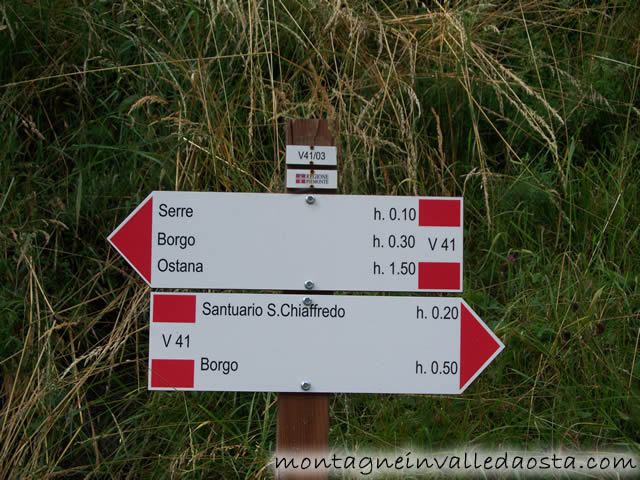 V41/03
REGIONE
PIEMONTE
Serre h. 0.10
Borgo h. 0.30 V 41
Ostana h. 1.50
Santuario S.Chiaffredo h. 0.20
V 41
Borgo h. 0.50
montagneinvalledaosta.com